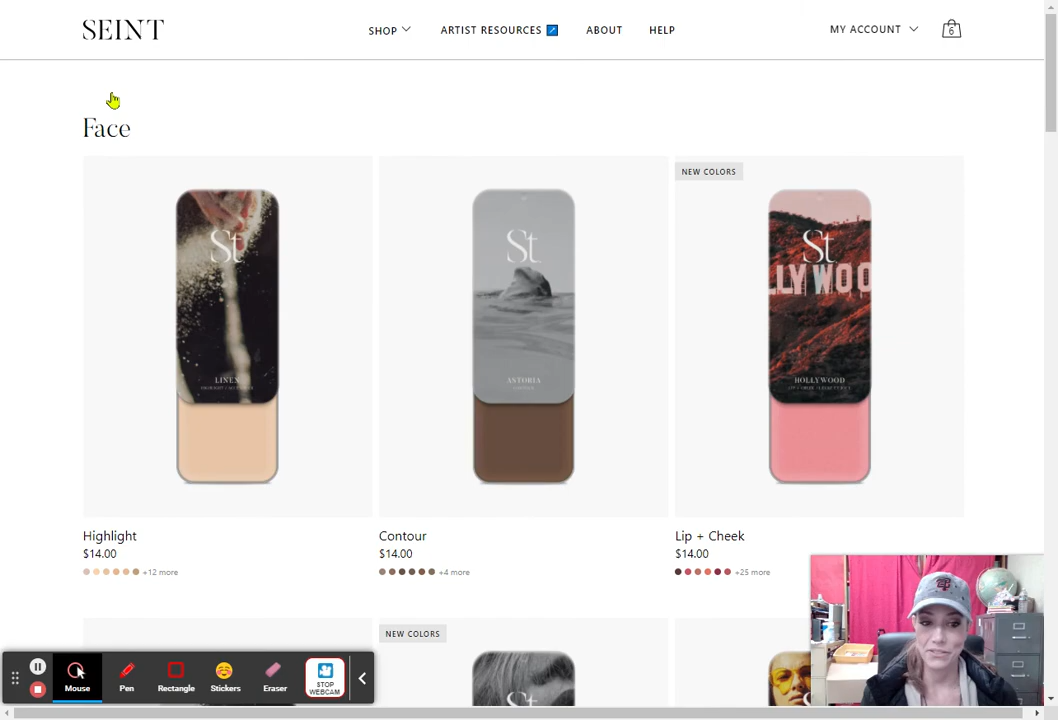 SEINT
SHOP
ARTIST RESOURCES
ABOUT
HELP
MY ACCOUNT
6
Face
St
LINEN
St
ASTORIA
CONTOUR
NEW COLORS
St
LLYWOO
HOLLYWOOD
Highlight
$14.00
+12 more
Contour
$14.00
+4 more
Lip + Cheek
$14.00
+25 more
NEW COLORS
St
Mouse
Pen
Rectangle
Stickers
Eraser
STOP
WEBCAM